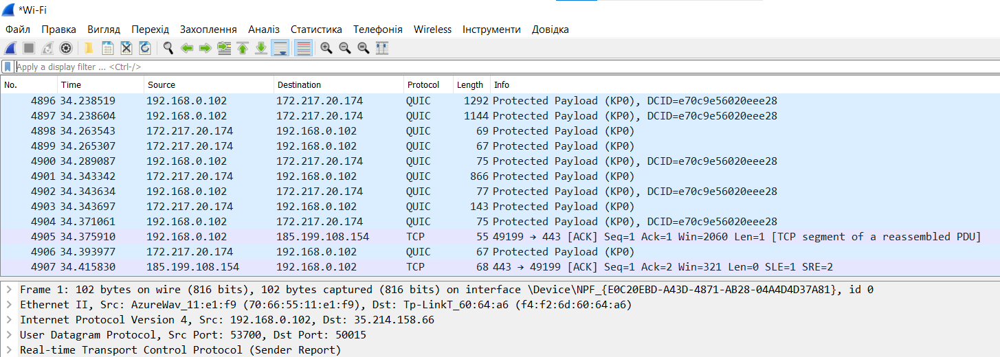 *Wi-Fi
Файл Правка Вигляд Перехід Захоплення Аналіз Статистика Телефонія Wireless Інструменти Довідка
Apply a display filter ... <Ctrl-/>
No. Time Source Destination Protocol Length Info
4896 34.238519 192.168.0.102 172.217.20.174 QUIC 1292 Protected Payload (KP0), DCID=e70c9e56020eee28
4897 34.238604 192.168.0.102 172.217.20.174 QUIC 1144 Protected Payload (KP0), DCID=e70c9e56020eee28
4898 34.263543 172.217.20.174 192.168.0.102 QUIC 69 Protected Payload (KP0)
4899 34.265307 172.217.20.174 192.168.0.102 QUIC 67 Protected Payload (KP0)
4900 34.289087 192.168.0.102 172.217.20.174 QUIC 75 Protected Payload (KP0), DCID=e70c9e56020eee28
4901 34.343342 172.217.20.174 192.168.0.102 QUIC 866 Protected Payload (KP0)
4902 34.343634 192.168.0.102 172.217.20.174 QUIC 77 Protected Payload (KP0), DCID=e70c9e56020eee28
4903 34.343697 172.217.20.174 192.168.0.102 QUIC 143 Protected Payload (KP0)
4904 34.371061 192.168.0.102 172.217.20.174 QUIC 75 Protected Payload (KP0), DCID=e70c9e56020eee28
4905 34.375910 192.168.0.102 185.199.108.154 TCP 55 49199 → 443 [ACK] Seq=1 Ack=1 Win=2060 Len=1 [TCP segment of a reassembled PDU]
4906 34.393977 172.217.20.174 192.168.0.102 QUIC 67 Protected Payload (KP0)
4907 34.415830 185.199.108.154 192.168.0.102 TCP 68 443 → 49199 [ACK] Seq=1 Ack=2 Win=321 Len=0 SLE=1 SRE=2
Frame 1: 102 bytes on wire (816 bits), 102 bytes captured (816 bits) on interface \Device\NPF_{E0C20EBD-A43D-4871-AB28-04A4D4D37A81}, id 0
Ethernet II, Src: AzureWav_11:e1:f9 (70:66:55:11:e1:f9), Dst: Tp-LinkT_60:64:a6 (f4:f2:6d:60:64:a6)
Internet Protocol Version 4, Src: 192.168.0.102, Dst: 35.214.158.66
User Datagram Protocol, Src Port: 53700, Dst Port: 50015
Real-time Transport Control Protocol (Sender Report)